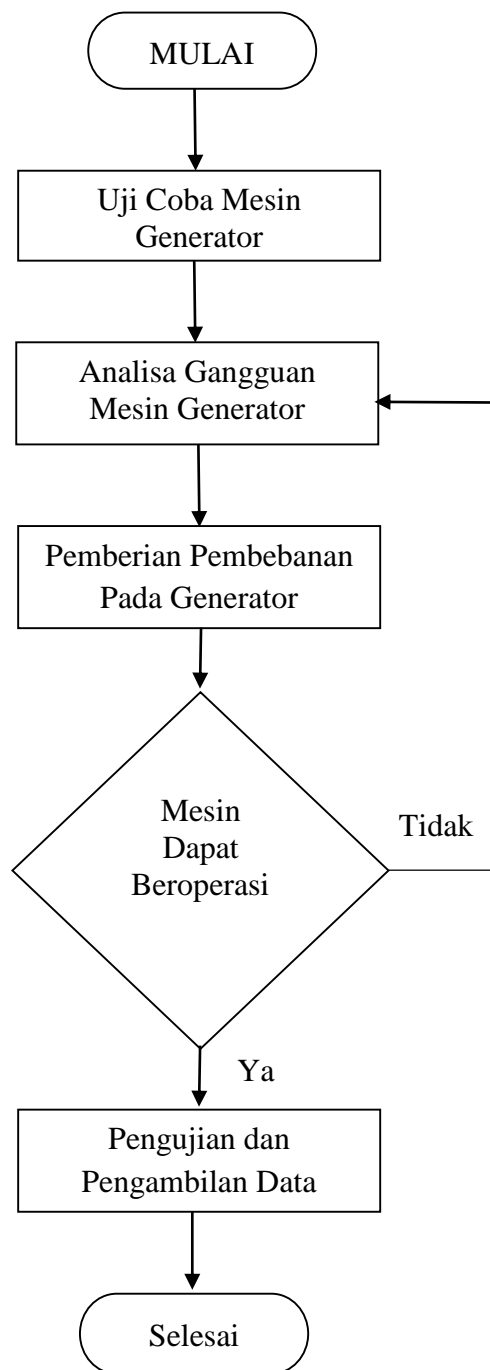 MULAI
Uji Coba Mesin
Generator
Analisa Gangguan
Mesin Generator
Pemberian Pembebanan
Pada Generator
Mesin
Dapat
Beroperasi
Tidak
Ya
Pengujian dan
Pengambilan Data
Selesai